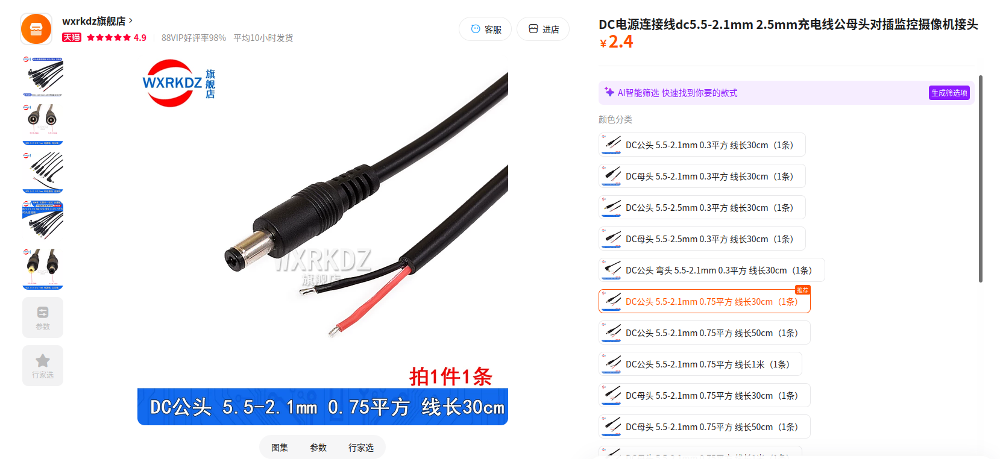 wxrkdz旗舰店
天猫 4.9 88VIP好评率98% 平均10小时发货
客服
进店
WXRKDZ 旗舰店
WXRKDZ
旗舰店
拍1件1条
DC公头 5.5-2.1mm 0.75平方 线长30cm
参数
行家选
图集 参数 行家选
DC电源连接线dc5.5-2.1mm 2.5mm充电线公母头对插监控摄像机接头
¥2.4
AI智能筛选 快速找到你要的款式
生成筛选项
颜色分类
DC公头 5.5-2.1mm 0.3平方 线长30cm（1条）
DC母头 5.5-2.1mm 0.3平方 线长30cm（1条）
DC公头 5.5-2.5mm 0.3平方 线长30cm（1条）
DC母头 5.5-2.5mm 0.3平方 线长30cm（1条）
DC公头 弯头 5.5-2.1mm 0.3平方 线长30cm（1条）
推荐
DC公头 5.5-2.1mm 0.75平方 线长30cm（1条）
DC公头 5.5-2.1mm 0.75平方 线长50cm（1条）
DC公头 5.5-2.1mm 0.75平方 线长1米（1条）
DC母头 5.5-2.1mm 0.75平方 线长30cm（1条）
DC母头 5.5-2.1mm 0.75平方 线长50cm（1条）